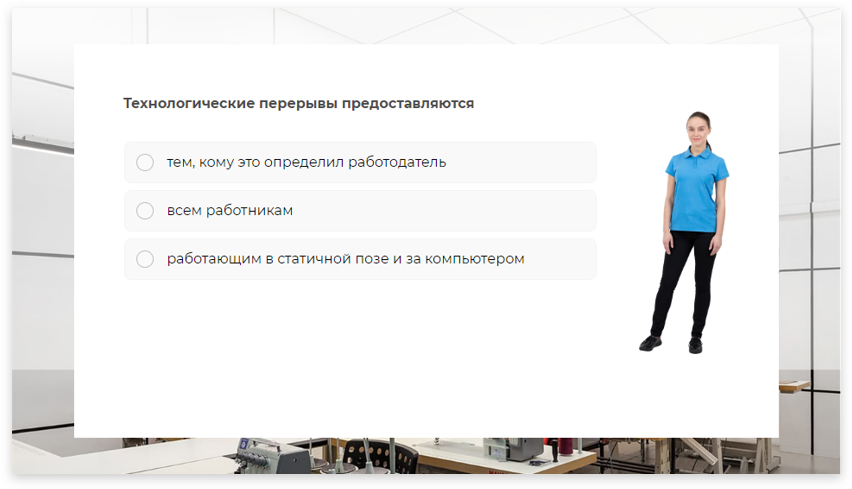 Технологические перерывы предоставляются
тем, кому это определил работодатель
всем работникам
работающим в статичной позе и за компьютером